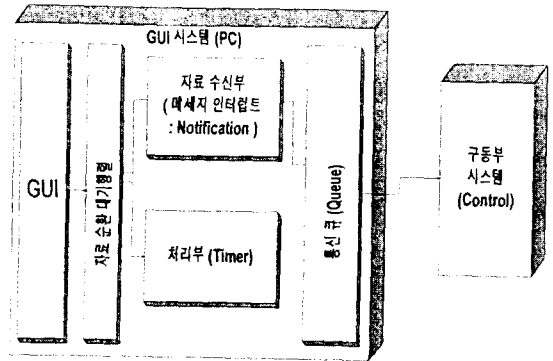 GUI 시스템 (PC)
GUI
자료 순환 대기행렬
자료 수신부
( 메세지 인터럽트
: Notification )
처리부 (Timer)
통신 큐 (Queue)
구동부
시스템
(Control)